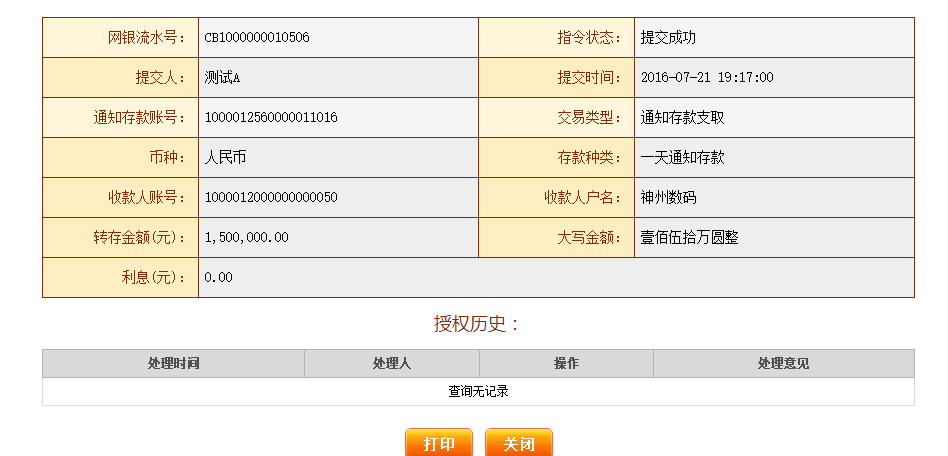 网银流水号： CB1000000010506 指令状态： 提交成功
提交人： 测试A 提交时间： 2016-07-21 19:17:00
通知存款账号： 1000012560000011016 交易类型： 通知存款支取
币种： 人民币 存款种类： 一天通知存款
收款人账号： 1000012000000000050 收款人户名： 神州数码
转存金额(元)： 1,500,000.00 大写金额： 壹佰伍拾万圆整
利息(元)： 0.00
授权历史：
处理时间 处理人 操作 处理意见
查询无记录
打印 关闭